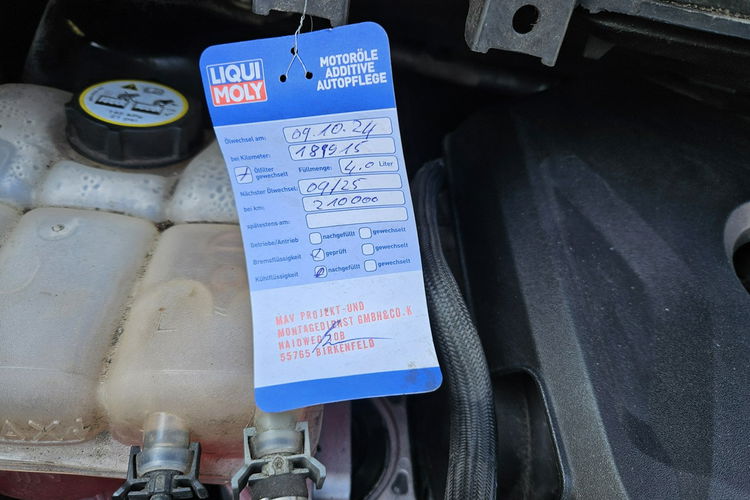 LIQUI
MOLY
MOTORÖLE
ADDITIVE
AUTOPFLEGE
Ölwechsel am: 09.10.24
bei Kilometer: 189915
Ölfilter gewechselt Füllmenge: 4.0 Liter
Nächster Ölwechsel: 09/25
bei km: 210000
spätestens am:
Getriebe/Antrieb nachgefüllt gewechselt
Bremsflüssigkeit geprüft gewechselt
Kühlflüssigkeit nachgefüllt gewechselt
MAV PROJEKT-UND
MONTAGEDIENST GMBH&CO.K
55765 BIRKENFELD